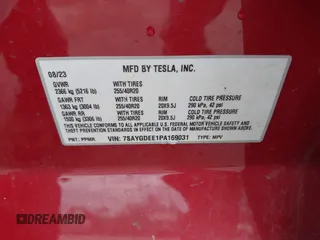 MFD BY TESLA, INC.
08/23
GVWR WITH TIRES
2366 kg (5216 lb) 255/40R20
GAWR FRT WITH TIRES RIM COLD TIRE PRESSURE
1363 kg (3004 lb) 255/40R20 20X9.5J 290 kPa, 42 psi
GAWR RR WITH TIRES RIM COLD TIRE PRESSURE
1500 kg (3306 lb) 255/40R20 20X9.5J 290 kPa, 42 psi
THIS VEHICLE CONFORMS TO ALL APPLICABLE U.S. FEDERAL MOTOR VEHICLE SAFETY
AND THEFT PREVENTION STANDARDS IN EFFECT ON THE DATE OF MANUFACTURE SHOWN ABOVE.
PNT: PPMR VIN: 7SAYGDEE1PA169031 TYPE: MPV
DREAMBID